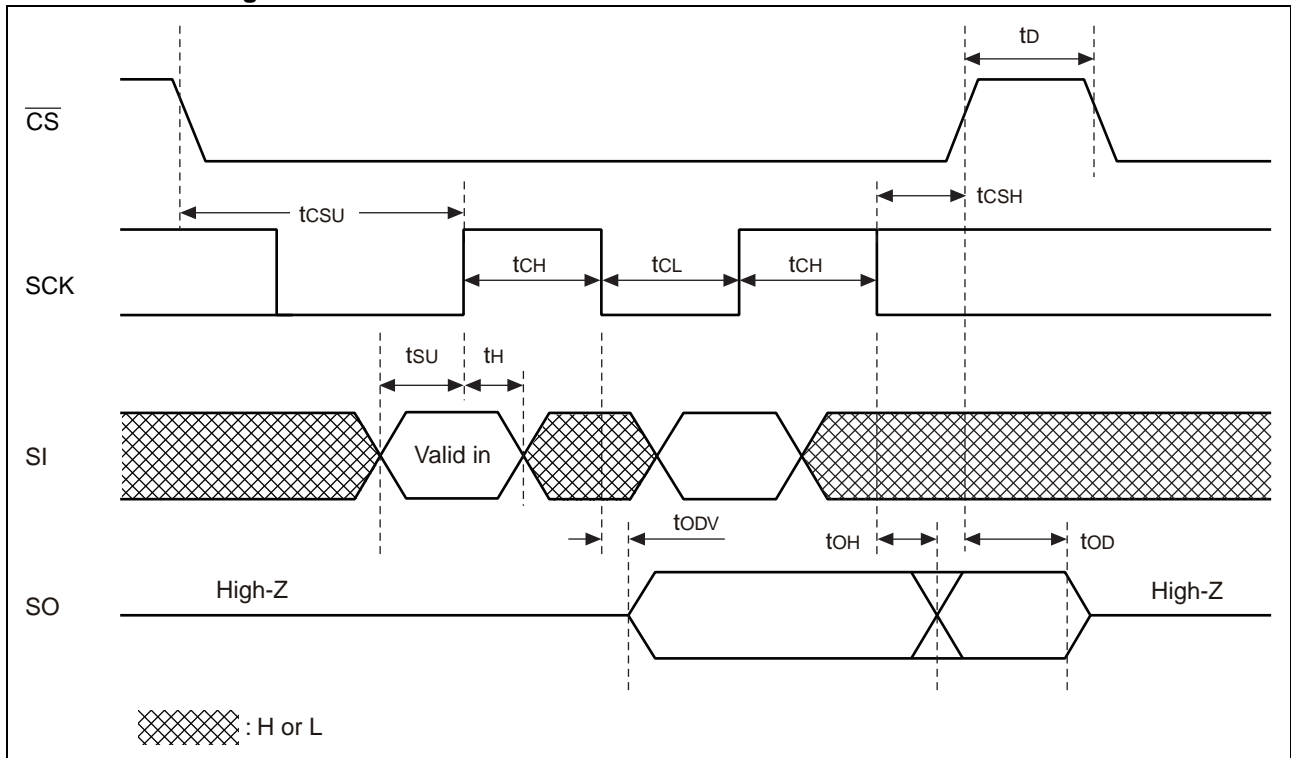 tD
CS
tCSH
tCSU
tCH
tCL
tCH
SCK
tSU
tH
SI
Valid in
tODV
tOH
tOD
High-Z
High-Z
SO
: H or L